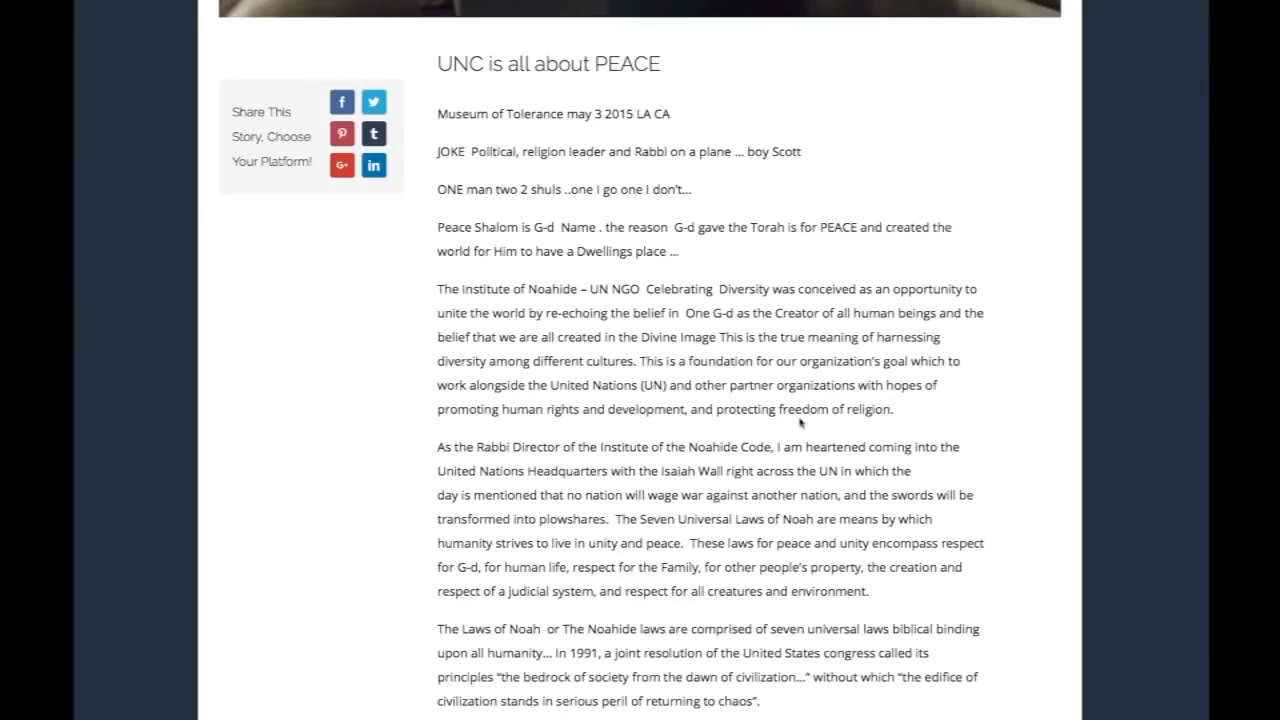 UNC is all about PEACE
Share This
Story, Choose
Your Platform!
Museum of Tolerance may 3 2015 LA CA
JOKE Political, religion leader and Rabbi on a plane ... boy Scott
ONE man two 2 shuls ..one I go one I don't...
Peace Shalom is G-d Name . the reason G-d gave the Torah is for PEACE and created the
world for Him to have a Dwellings place ...
The Institute of Noahide – UN NGO Celebrating Diversity was conceived as an opportunity to
unite the world by re-echoing the belief in One G-d as the Creator of all human beings and the
belief that we are all created in the Divine Image This is the true meaning of harnessing
diversity among different cultures. This is a foundation for our organization's goal which to
work alongside the United Nations (UN) and other partner organizations with hopes of
promoting human rights and development, and protecting freedom of religion.
As the Rabbi Director of the Institute of the Noahide Code, I am heartened coming into the
United Nations Headquarters with the Isaiah Wall right across the UN in which the
day is mentioned that no nation will wage war against another nation, and the swords will be
transformed into plowshares. The Seven Universal Laws of Noah are means by which
humanity strives to live in unity and peace. These laws for peace and unity encompass respect
for G-d, for human life, respect for the Family, for other people's property, the creation and
respect of a judicial system, and respect for all creatures and environment.
The Laws of Noah or The Noahide laws are comprised of seven universal laws biblical binding
upon all humanity... In 1991, a joint resolution of the United States congress called its
principles "the bedrock of society from the dawn of civilization..." without which "the edifice of
civilization stands in serious peril of returning to chaos".